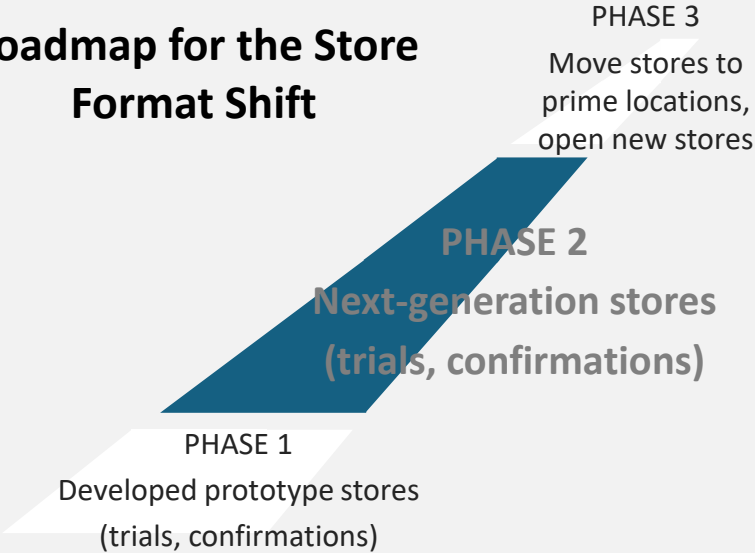 oadmap for the Store
Format Shift
PHASE 3
Move stores to
prime locations,
open new stores
PHASE 2
Next-generation stores
(trials, confirmations)
PHASE 1
Developed prototype stores
(trials, confirmations)